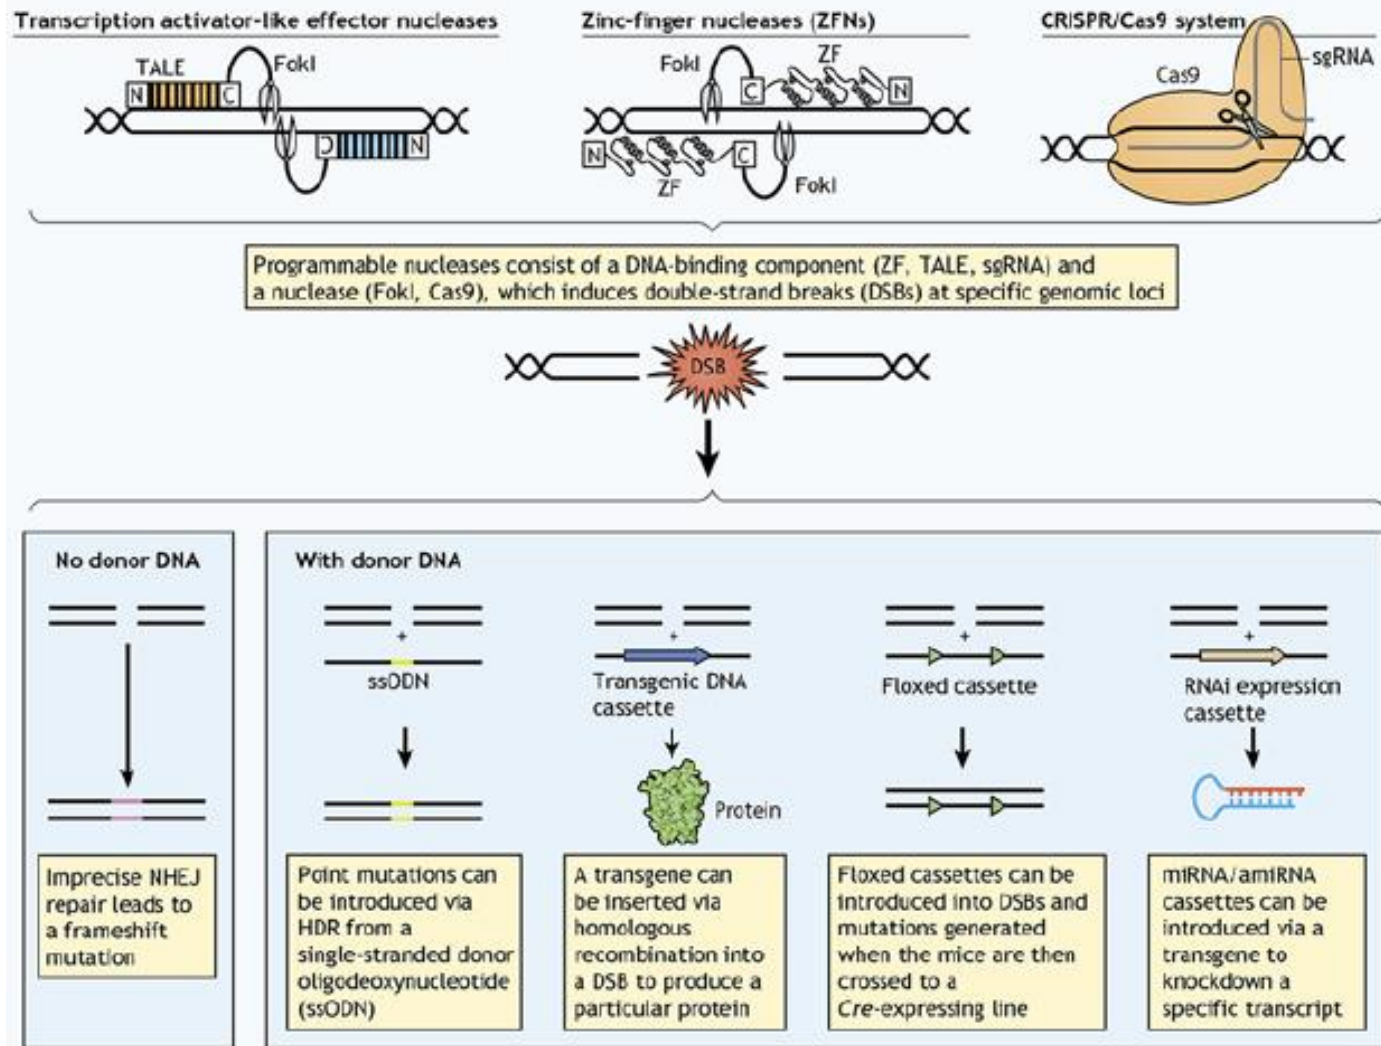 Transcription activator-like effector nucleases
Zinc-finger nucleases (ZFNs)
CRISPR/Cas9 system
TALE
FokI
N
C
C
N
FokI
ZF
C
N
N
C
ZF
FokI
Cas9
sgRNA
Programmable nucleases consist of a DNA-binding component (ZF, TALE, sgRNA) and
a nuclease (FokI, Cas9), which induces double-strand breaks (DSBs) at specific genomic loci
DSB
No donor DNA
Imprecise NHEJ
repair leads to
a frameshift
mutation
With donor DNA
+
ssODN
Point mutations can
be introduced via
HDR from a
single-stranded donor
oligodeoxynucleotide
(ssODN)
+
Transgenic DNA
cassette
Protein
A transgene can
be inserted via
homologous
recombination into
a DSB to produce a
particular protein
+
Floxed cassette
Floxed cassettes can be
introduced into DSBs and
mutations generated
when the mice are then
crossed to a
Cre-expressing line
+
RNAi expression
cassette
miRNA/amiRNA
cassettes can be
introduced via a
transgene to
knockdown a
specific transcript